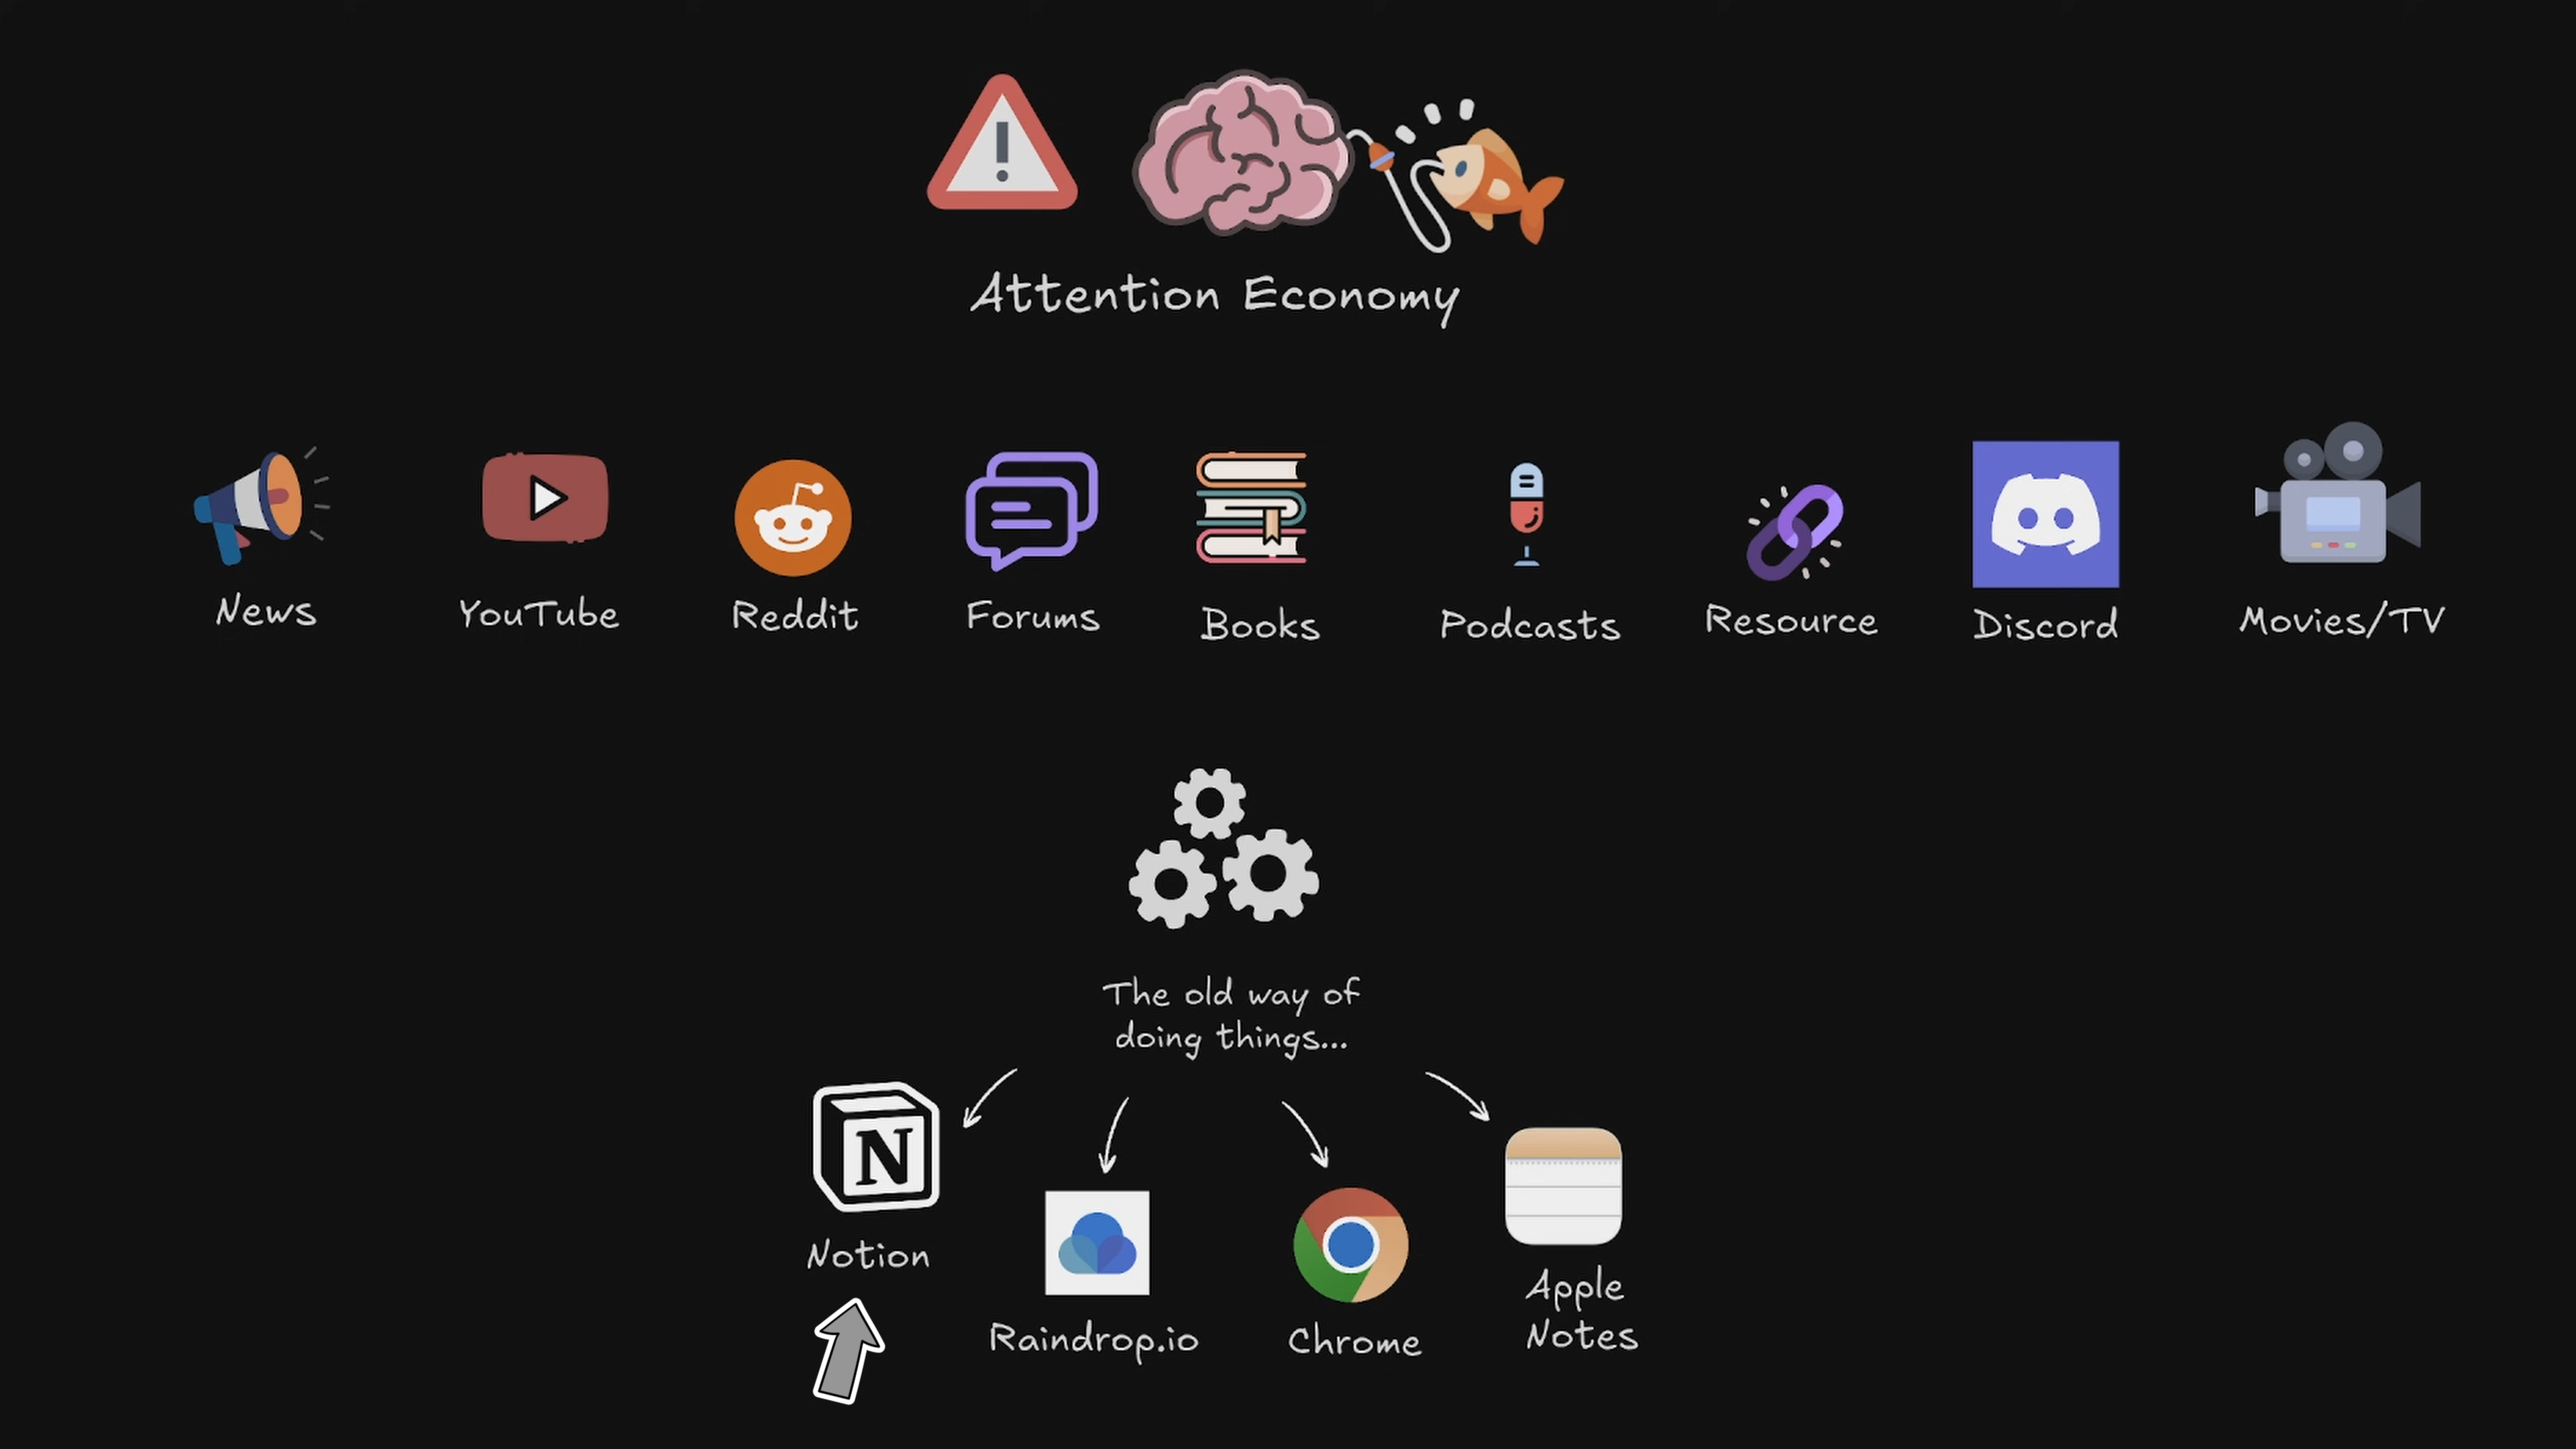 Attention Economy
News
YouTube
Reddit
Forums
Books
Podcasts
Resource
Discord
Movies/TV
The old way of
doing things...
N
Notion
Raindrop.io
Chrome
Apple
Notes